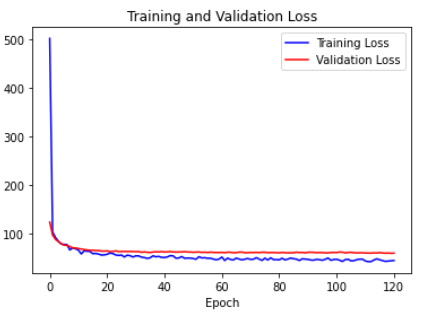 Training and Validation Loss
Training Loss
Validation Loss
500
400
300
200
100
0 20 40 60 80 100 120
Epoch